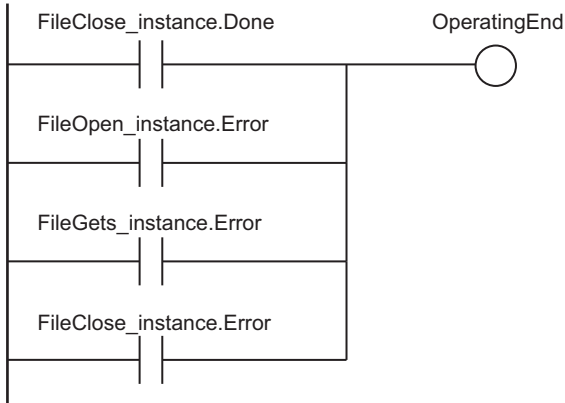 FileClose_instance.Done
OperatingEnd
FileOpen_instance.Error
FileGets_instance.Error
FileClose_instance.Error